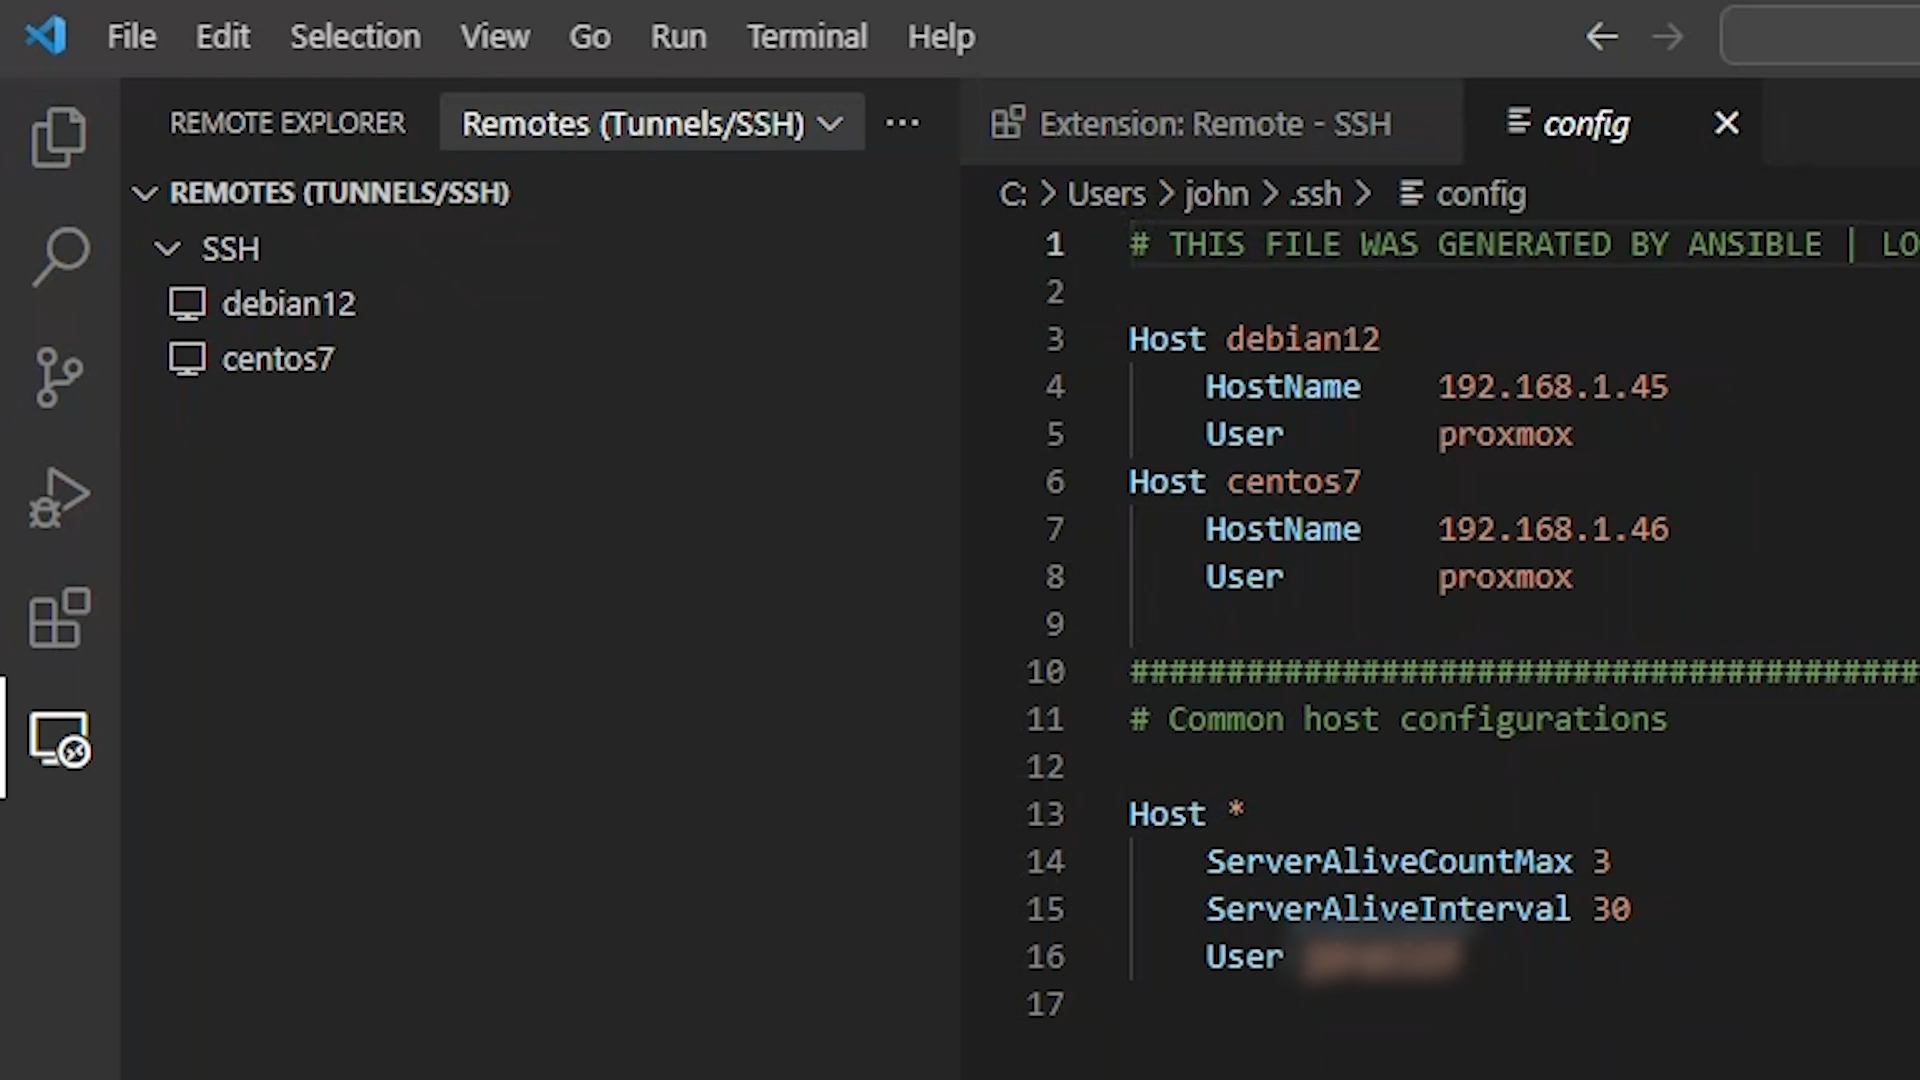 File Edit Selection View Go Run Terminal Help
REMOTE EXPLORER Remotes (Tunnels/SSH) ...
REMOTES (TUNNELS/SSH)
SSH
debian12
centos7
Extension: Remote - SSH config
C: > Users > john > .ssh > config
1 # THIS FILE WAS GENERATED BY ANSIBLE | LO
2
3 Host debian12
4 HostName 192.168.1.45
5 User proxmox
6 Host centos7
7 HostName 192.168.1.46
8 User proxmox
9
10 #########################################
11 # Common host configurations
12
13 Host *
14 ServerAliveCountMax 3
15 ServerAliveInterval 30
16 User
17